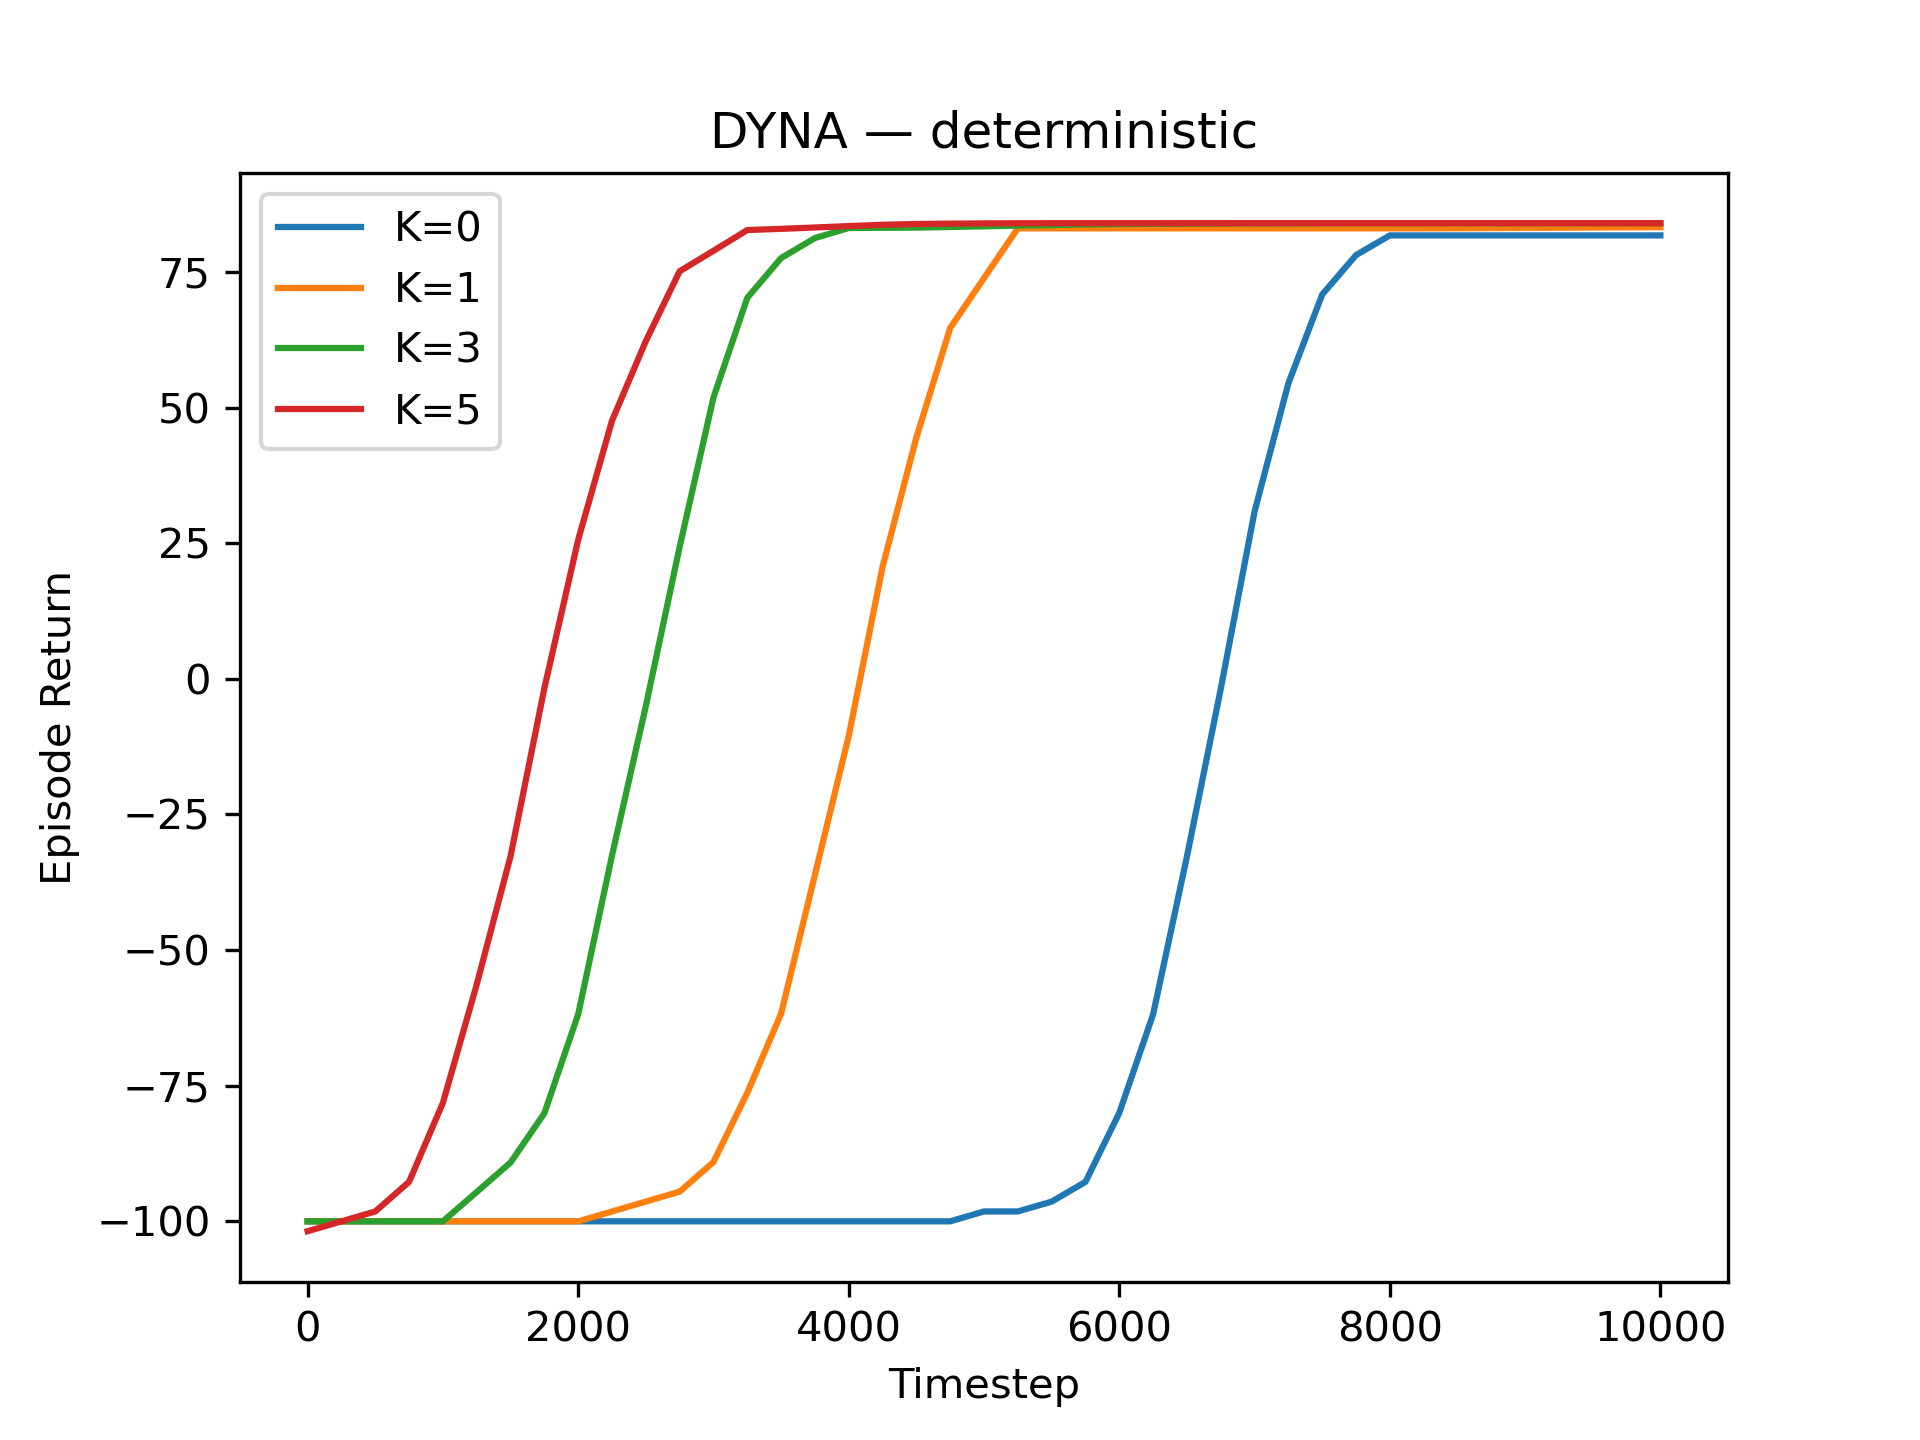 DYNA — deterministic
K=0
K=1
K=3
K=5
75
50
25
0
−25
−50
−75
−100
Episode Return
0 2000 4000 6000 8000 10000
Timestep